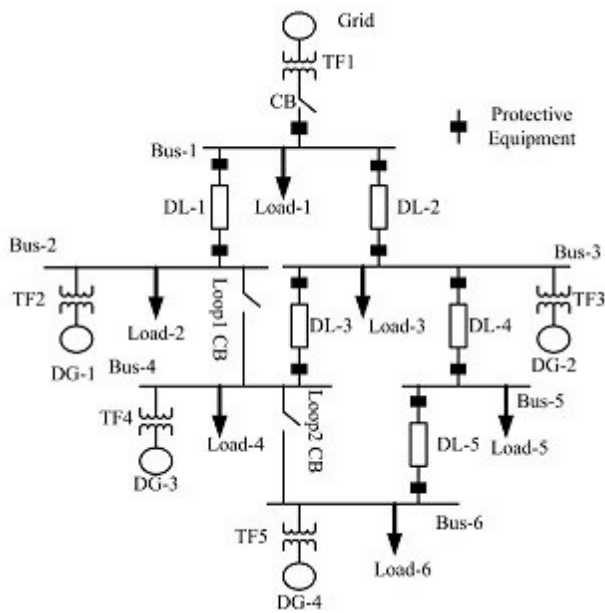 Grid
TF1
CB
Protective
Equipment
Bus-1
DL-1
Load-1
DL-2
Bus-2
Bus-3
TF2
Load-2
Loop1 CB
DL-3
Load-3
DL-4
TF3
DG-1
DG-2
Bus-4
Bus-5
TF4
Load-4
Loop2 CB
DL-5
Load-5
DG-3
Bus-6
TF5
Load-6
DG-4